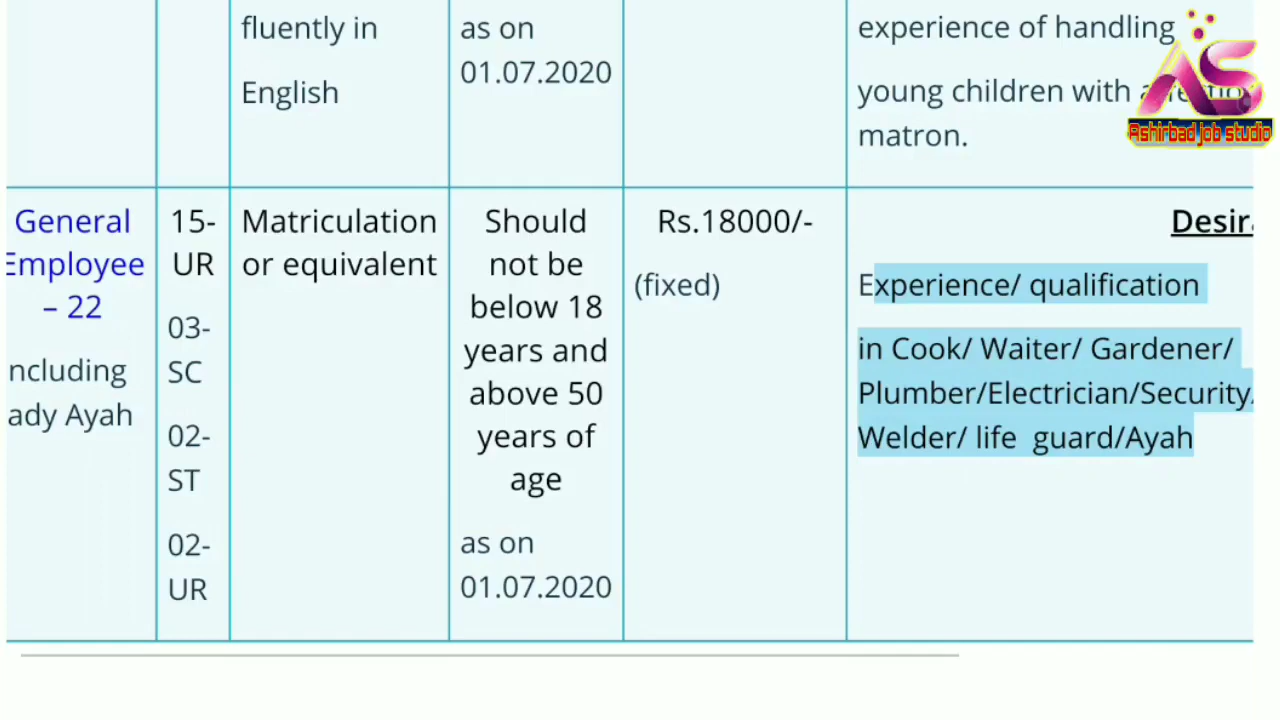 fluently in
English
as on
01.07.2020
experience of handling
young children with
matron.
Ashirbad job studio
General
Employee
– 22
ncluding
ady Ayah
15-
UR
03-
SC
02-
ST
02-
UR
Matriculation
or equivalent
Should
not be
below 18
years and
above 50
years of
age
as on
01.07.2020
Rs.18000/-
(fixed)
Desir
Experience/ qualification
in Cook/ Waiter/ Gardener/
Plumber/Electrician/Security/
Welder/ life guard/Ayah